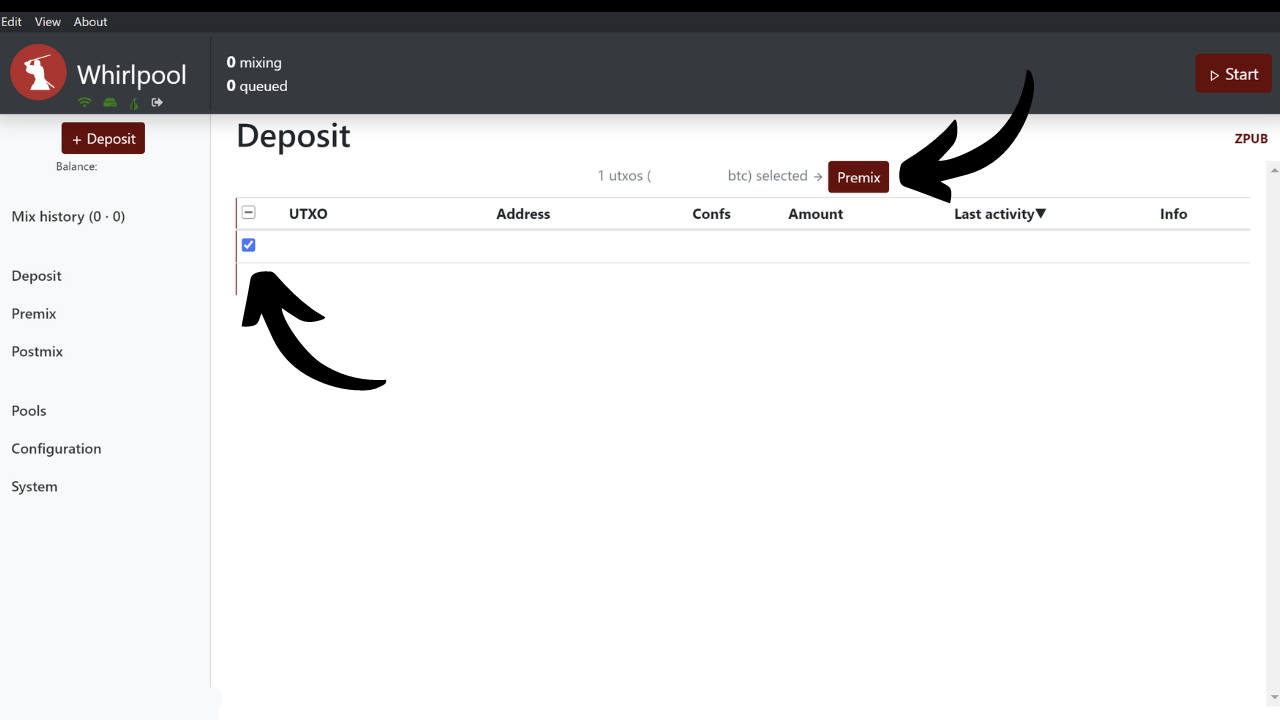 Edit View About
Whirlpool
0 mixing
0 queued
Start
+ Deposit
Balance:
Mix history (0 · 0)
Deposit
Premix
Postmix
Pools
Configuration
System
Deposit
ZPUB
1 utxos ( btc) selected → Premix
UTXO Address Confs Amount Last activity▼ Info